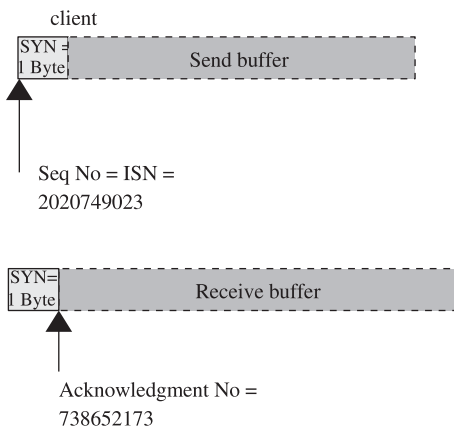 client
SYN =
1 Byte
Send buffer
Seq No = ISN =
2020749023
SYN=
1 Byte
Receive buffer
Acknowledgment No =
738652173